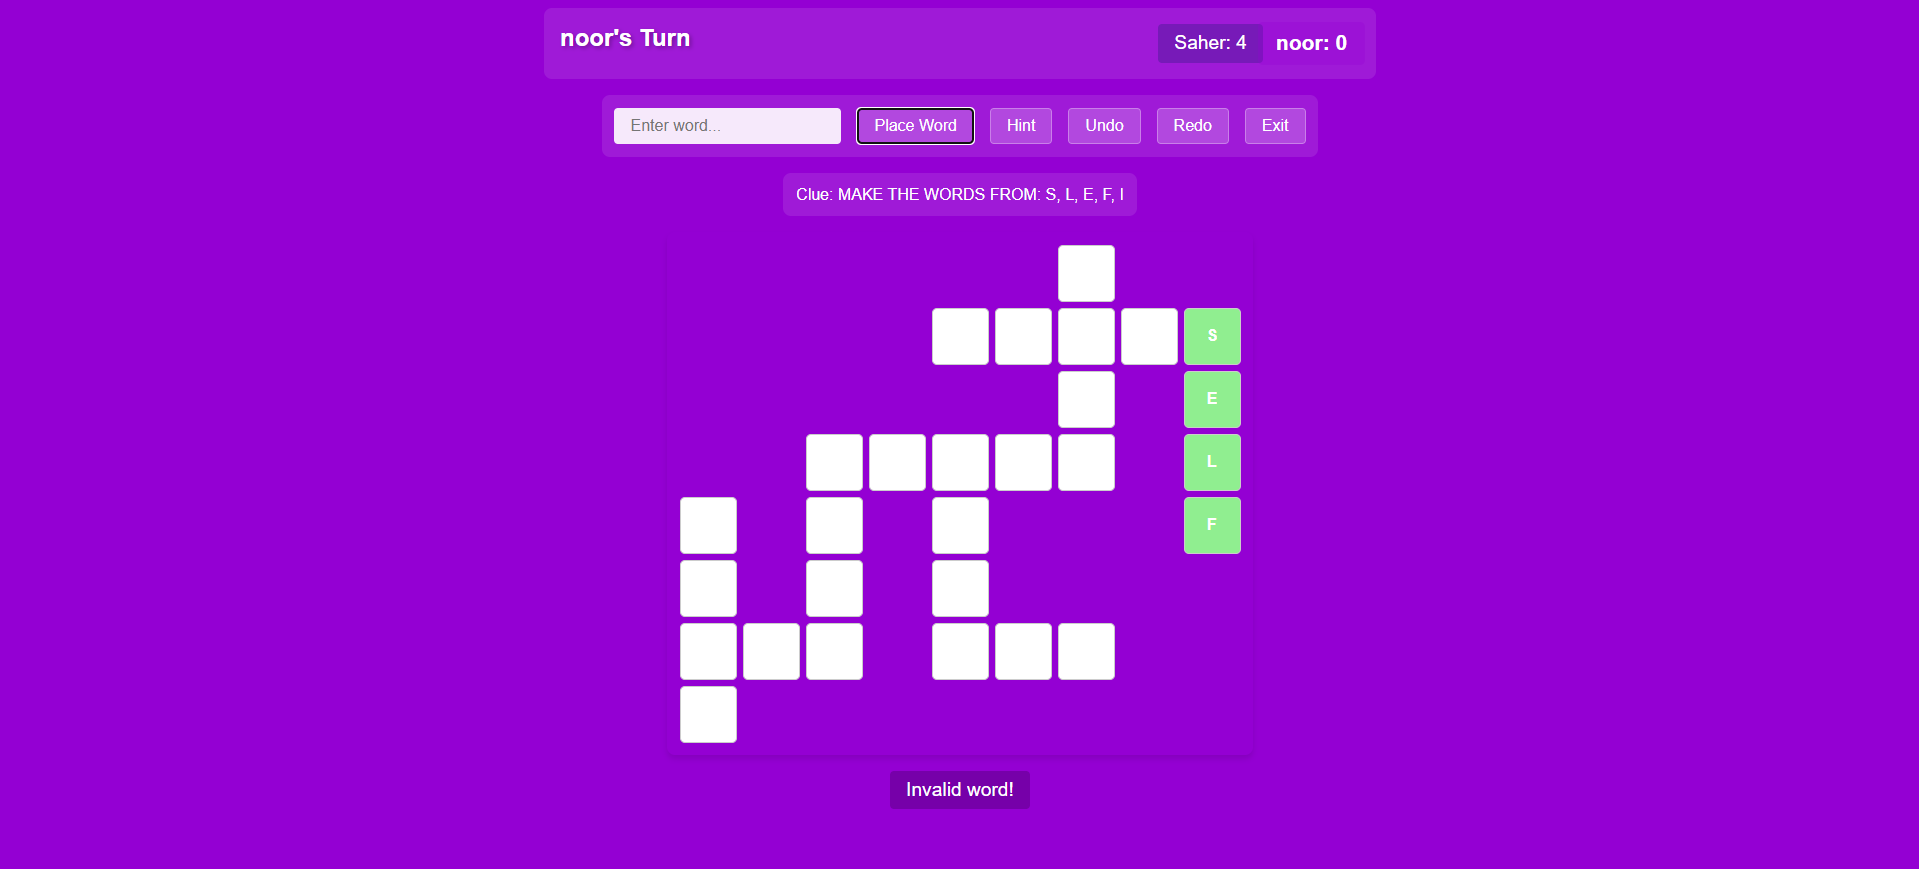 noor's Turn
Saher: 4 noor: 0
Enter word... Place Word Hint Undo Redo Exit
Clue: MAKE THE WORDS FROM: S, L, E, F, I
S
E
L
F
Invalid word!